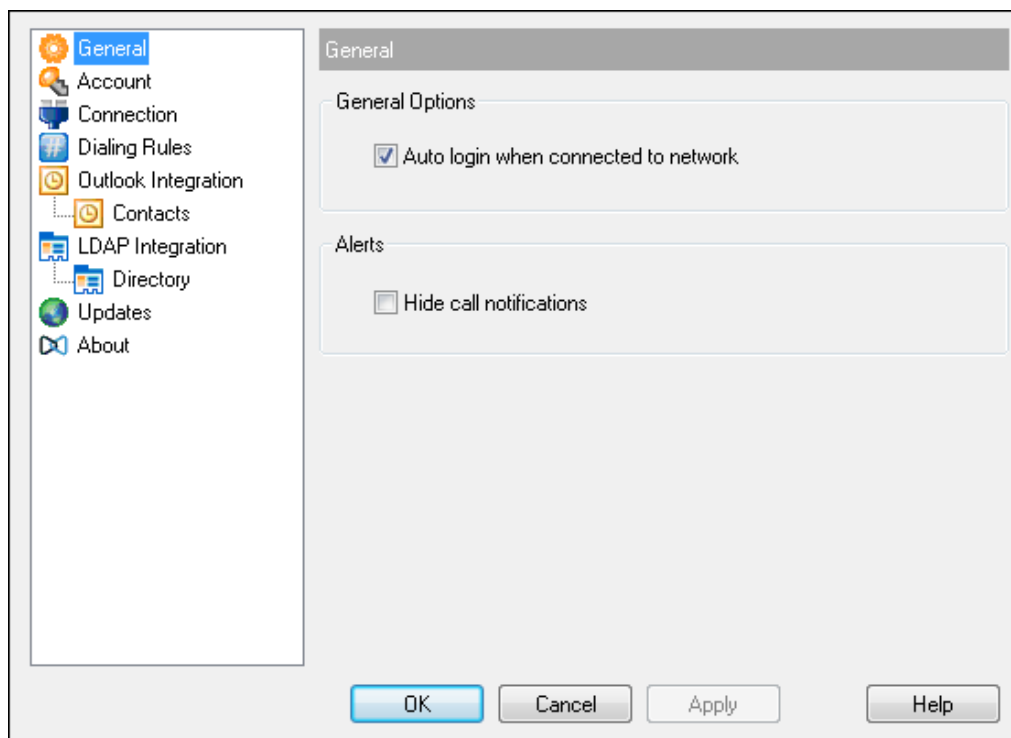 General
Account
Connection
Dialing Rules
Outlook Integration
Contacts
LDAP Integration
Directory
Updates
About
General
General Options
Auto login when connected to network
Alerts
Hide call notifications
OK
Cancel
Apply
Help